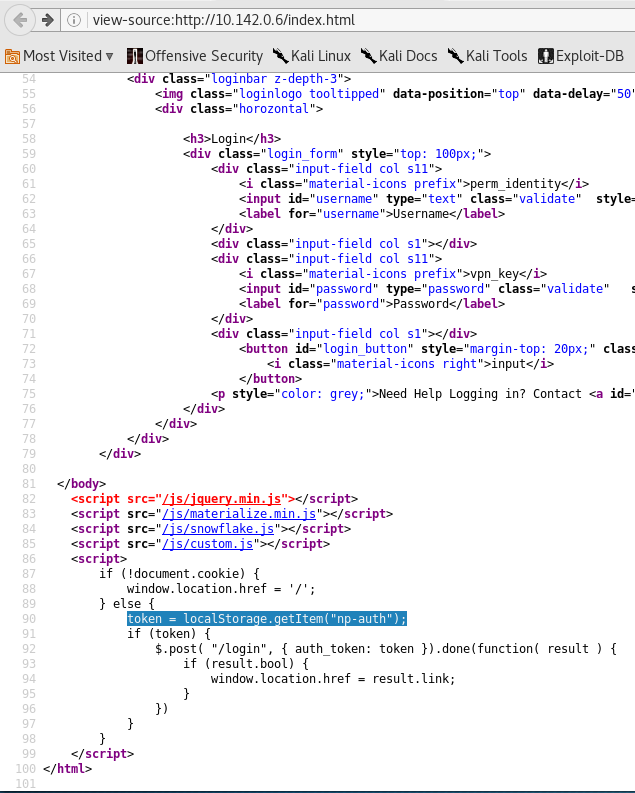 view-source:http://10.142.0.6/index.html
Most Visited Offensive Security Kali Linux Kali Docs Kali Tools Exploit-DB
54 <div class="loginbar z-depth-3">
55 <img class="loginlogo tooltipped" data-position="top" data-delay="50"
56 <div class="horozontal">
57
58 <h3>Login</h3>
59 <div class="login_form" style="top: 100px;">
60 <div class="input-field col s11">
61 <i class="material-icons prefix">perm_identity</i>
62 <input id="username" type="text" class="validate" style=
63 <label for="username">Username</label>
64 </div>
65 <div class="input-field col s1"></div>
66 <div class="input-field col s11">
67 <i class="material-icons prefix">vpn_key</i>
68 <input id="password" type="password" class="validate" s
69 <label for="password">Password</label>
70 </div>
71 <div class="input-field col s1"></div>
72 <button id="login_button" style="margin-top: 20px;" clas
73 <i class="material-icons right">input</i>
74 </button>
75 <p style="color: grey;">Need Help Logging in? Contact <a id=
76 </div>
77 </div>
78 </div>
79 </div>
80
81 </body>
82 <script src="/js/jquery.min.js"></script>
83 <script src="/js/materialize.min.js"></script>
84 <script src="/js/snowflake.js"></script>
85 <script src="/js/custom.js"></script>
86 <script>
87 if (!document.cookie) {
88 window.location.href = '/';
89 } else {
90 token = localStorage.getItem("np-auth");
91 if (token) {
92 $.post( "/login", { auth_token: token }).done(function( result ) {
93 if (result.bool) {
94 window.location.href = result.link;
95 }
96 })
97 }
98 }
99 </script>
100 </html>
101